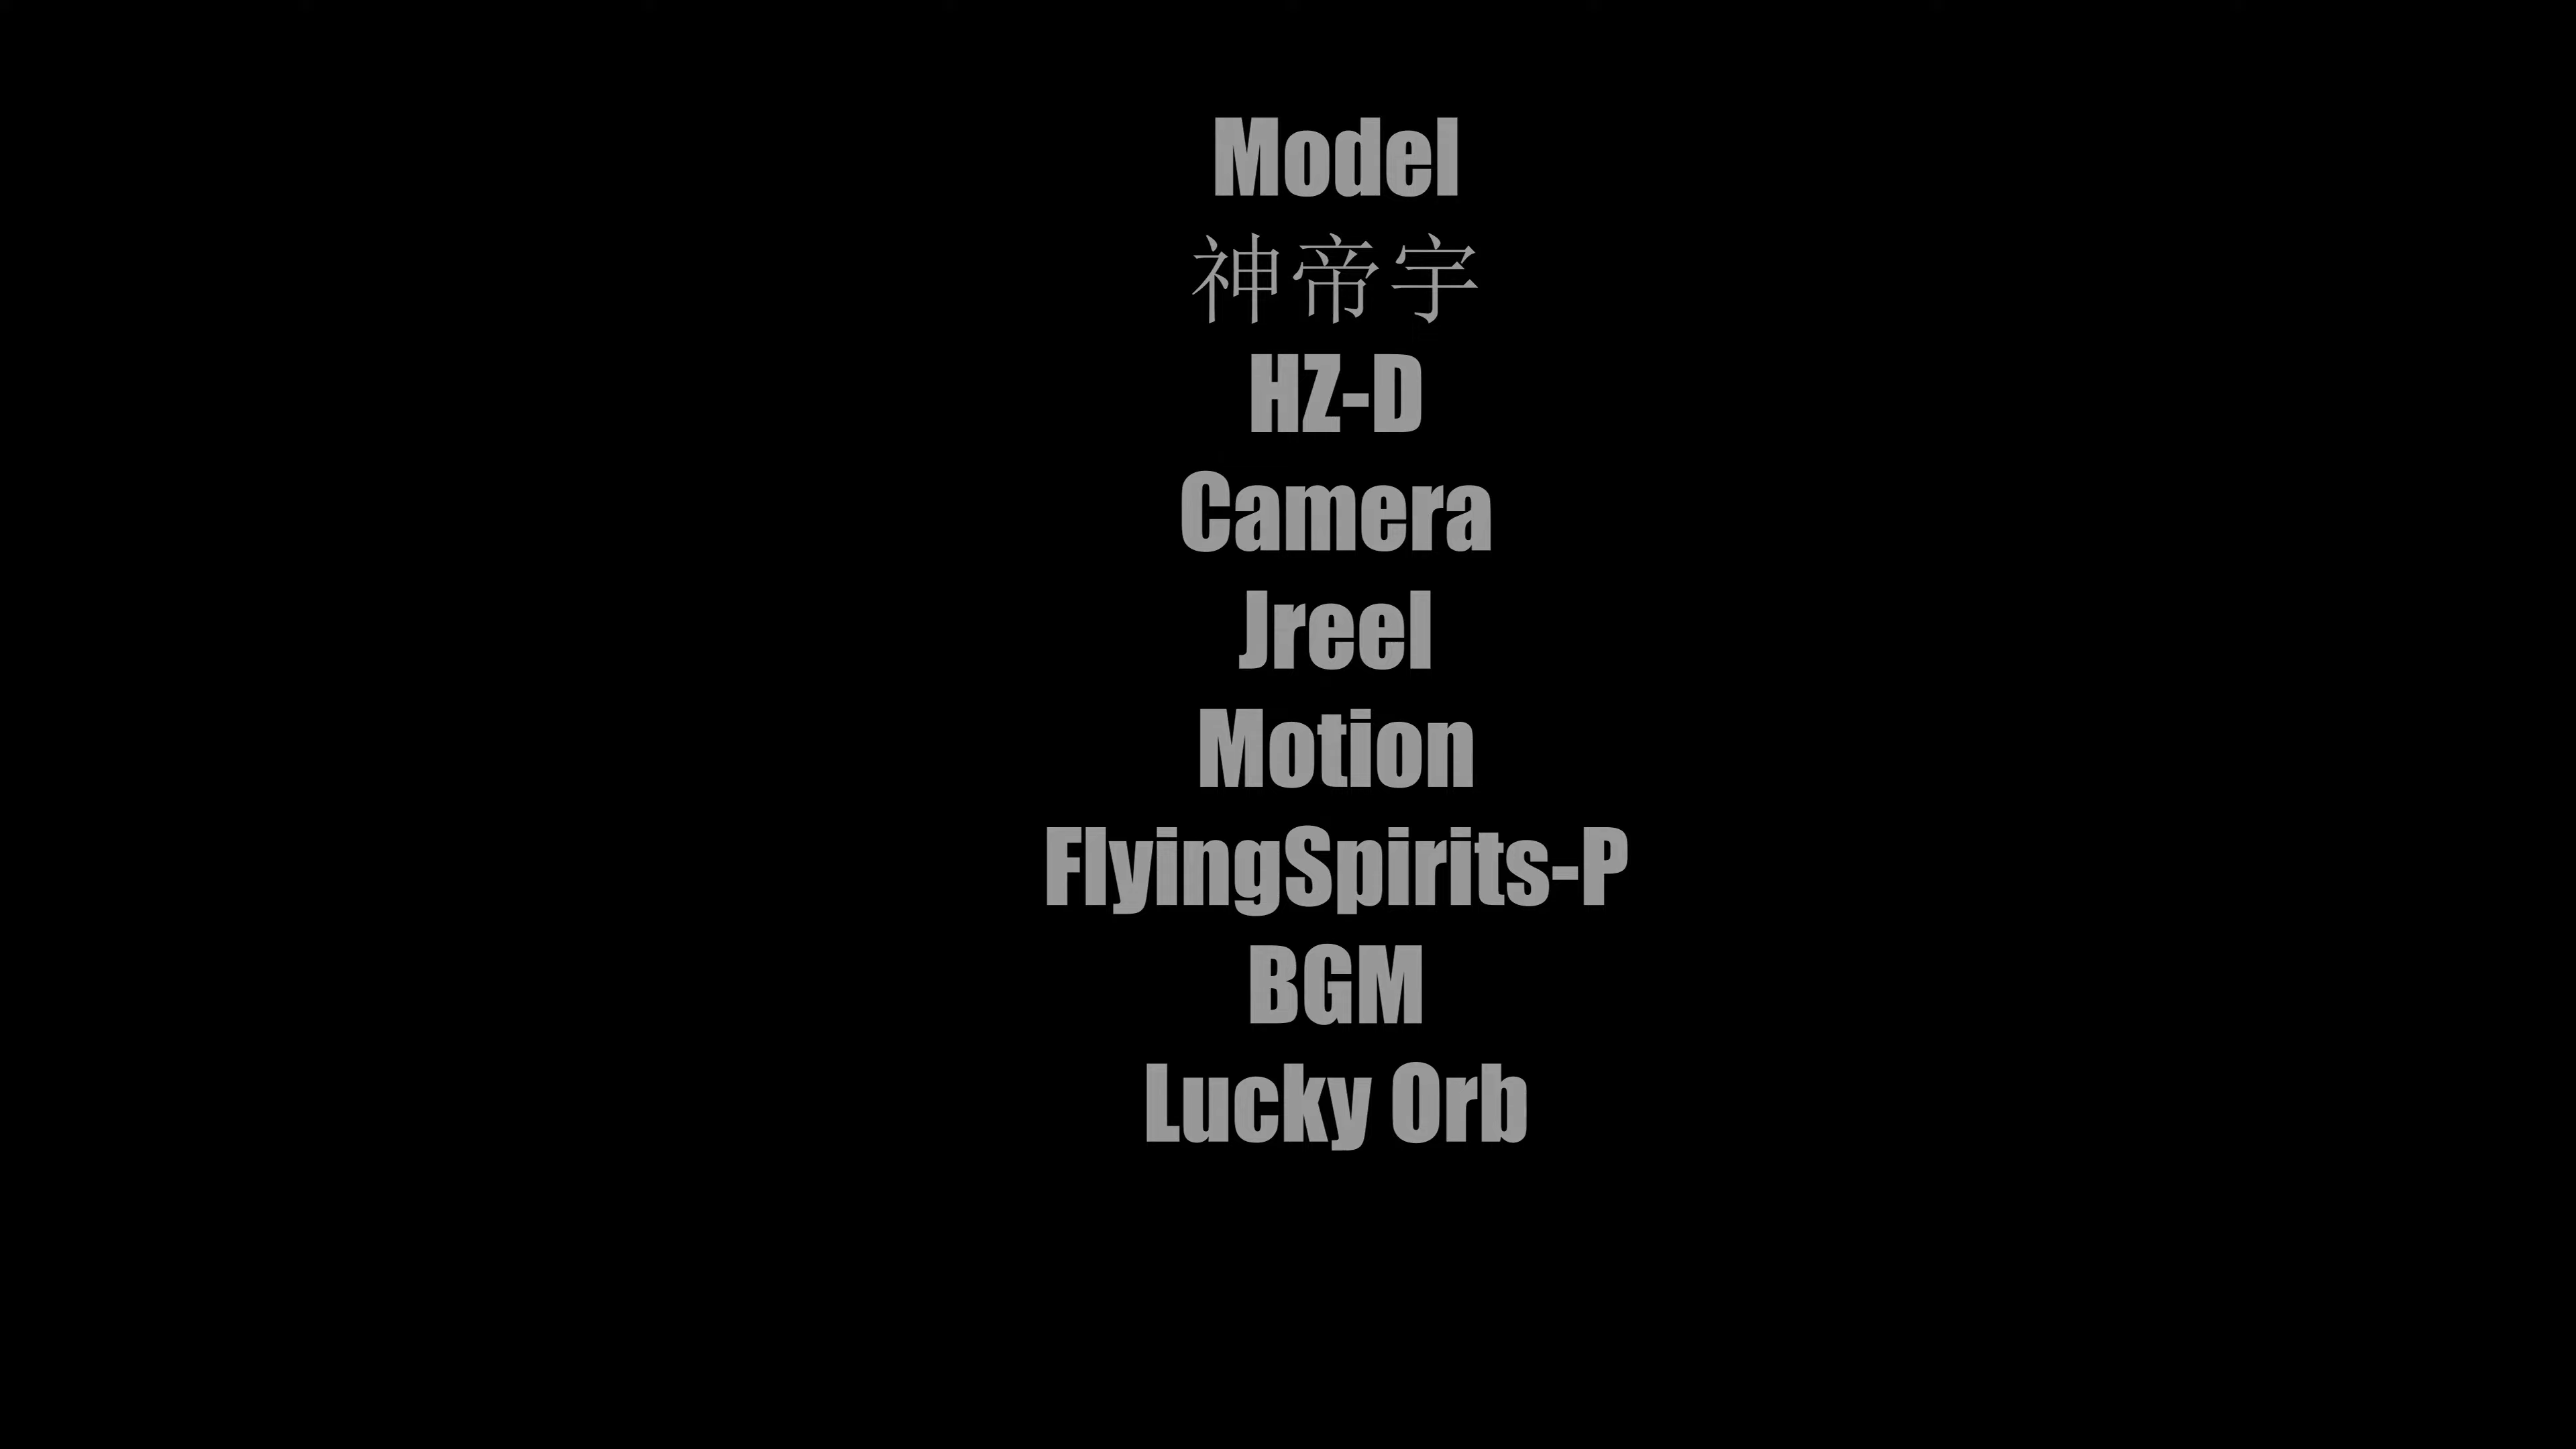 Model
神帝宇
HZ-D
Camera
Jreel
Motion
FlyingSpirits-P
BGM
Lucky Orb